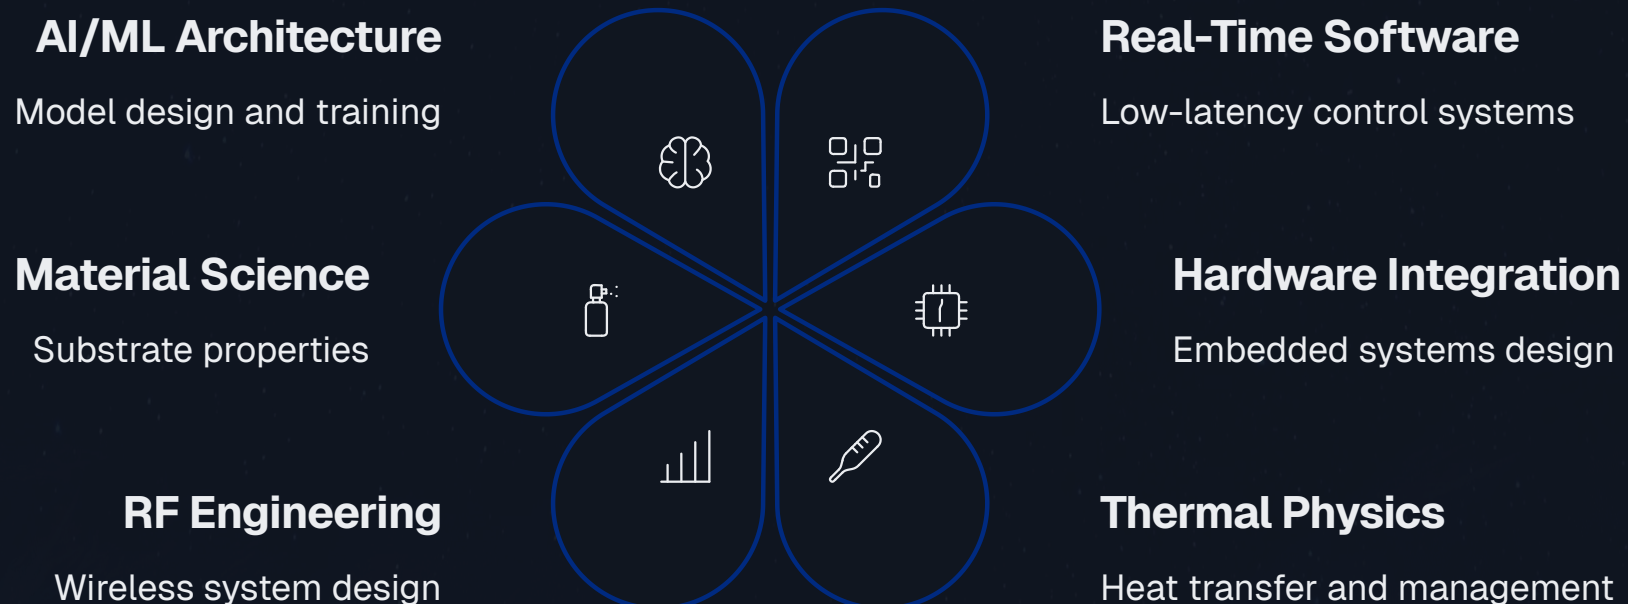 AI/ML Architecture
Model design and training
Real-Time Software
Low-latency control systems
Material Science
Substrate properties
Hardware Integration
Embedded systems design
RF Engineering
Wireless system design
Thermal Physics
Heat transfer and management